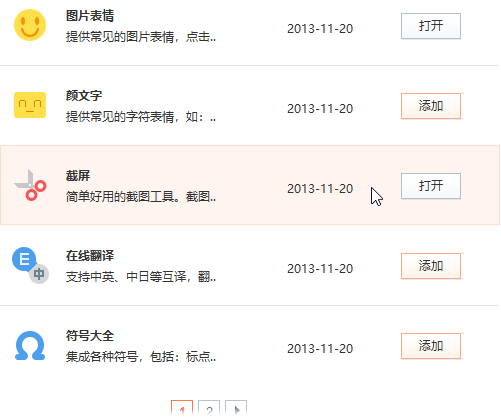 图片表情
提供常见的图片表情，点击..
2013-11-20
打开
颜文字
提供常见的字符表情，如：..
2013-11-20
添加
截屏
简单好用的截图工具。截图..
2013-11-20
打开
在线翻译
E
中
支持中英、中日等互译，翻..
2013-11-20
添加
符号大全
集成各种符号，包括：标点..
2013-11-20
添加
1 2